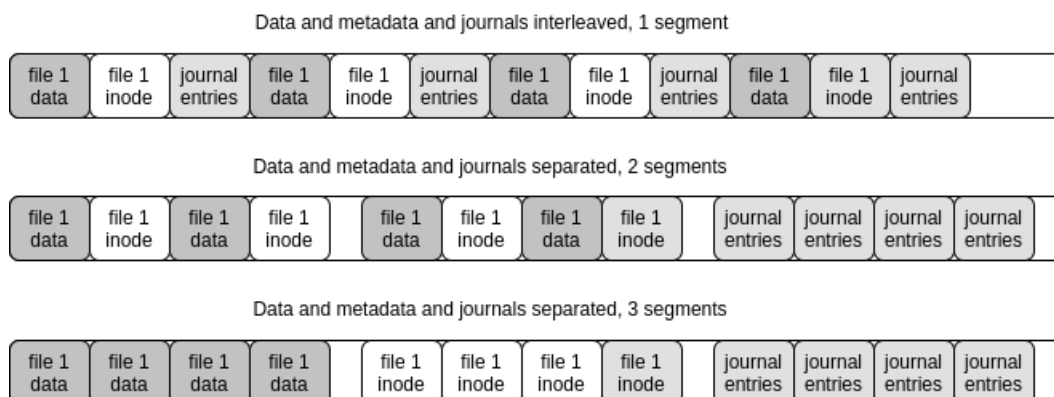 Data and metadata and journals interleaved, 1 segment
file 1 file 1 journal file 1 file 1 journal file 1 file 1 journal file 1 file 1 journal
data inode entries data inode entries data inode entries data inode entries
Data and metadata and journals separated, 2 segments
file 1 file 1 file 1 file 1 file 1 file 1 file 1 file 1 journal journal journal journal
data inode data inode data inode data inode entries entries entries entries
Data and metadata and journals separated, 3 segments
file 1 file 1 file 1 file 1 file 1 file 1 file 1 file 1 journal journal journal journal
data data data data inode inode inode inode entries entries entries entries